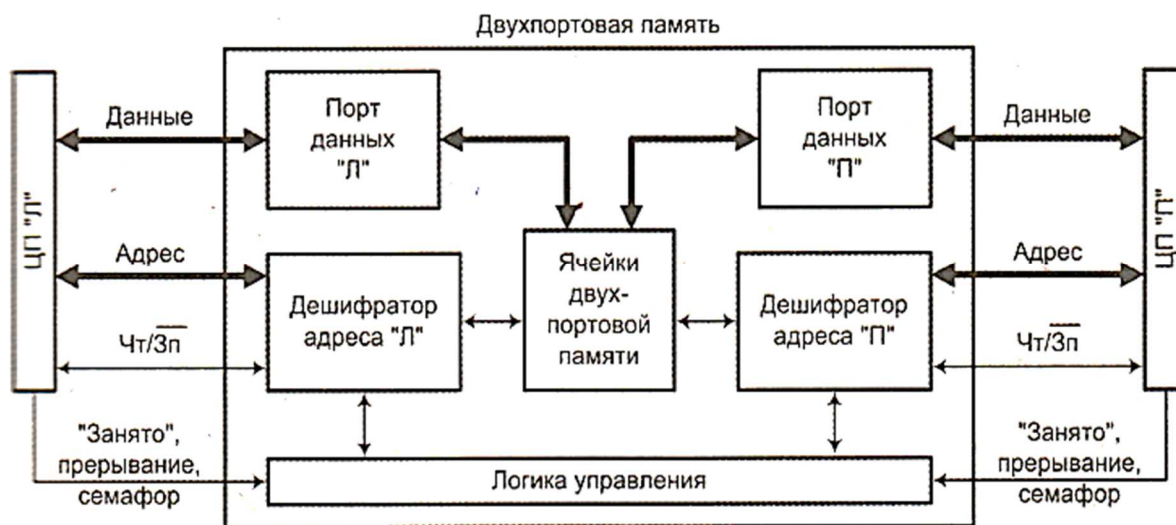 Двухпортовая память
ЦП "Л"
Данные
Порт
данных
"Л"
Порт
данных
"П"
Данные
ЦП "П"
Адрес
Дешифратор
адреса "Л"
Ячейки
двух-
портовой
памяти
Дешифратор
адреса "П"
Адрес
Чт/Зп
Чт/Зп
"Занято",
прерывание,
семафор
Логика управления
"Занято",
прерывание,
семафор